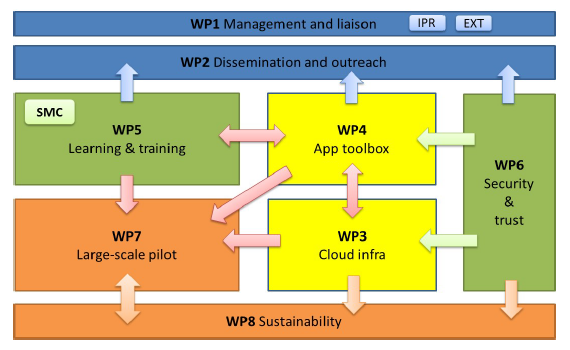 WP1 Management and liaison
IPR
EXT
WP2 Dissemination and outreach
SMC
WP5
Learning & training
WP4
App toolbox
WP6
Security
&
trust
WP7
Large-scale pilot
WP3
Cloud infra
WP8 Sustainability